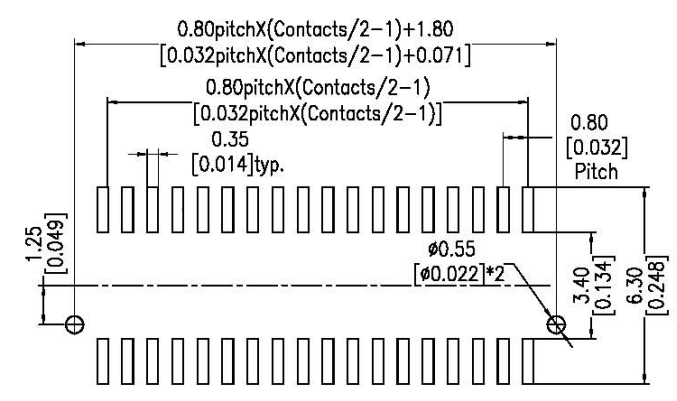 0.80pitchX(Contacts/2-1)+1.80
[0.032pitchX(Contacts/2-1)+0.071]
0.80pitchX(Contacts/2-1)
[0.032pitchX(Contacts/2-1)]
0.35
[0.014]typ.
0.80
[0.032]
Pitch
1.25
[0.049]
ø0.55
[ø0.022]*2
3.40
[0.134]
6.30
[0.248]